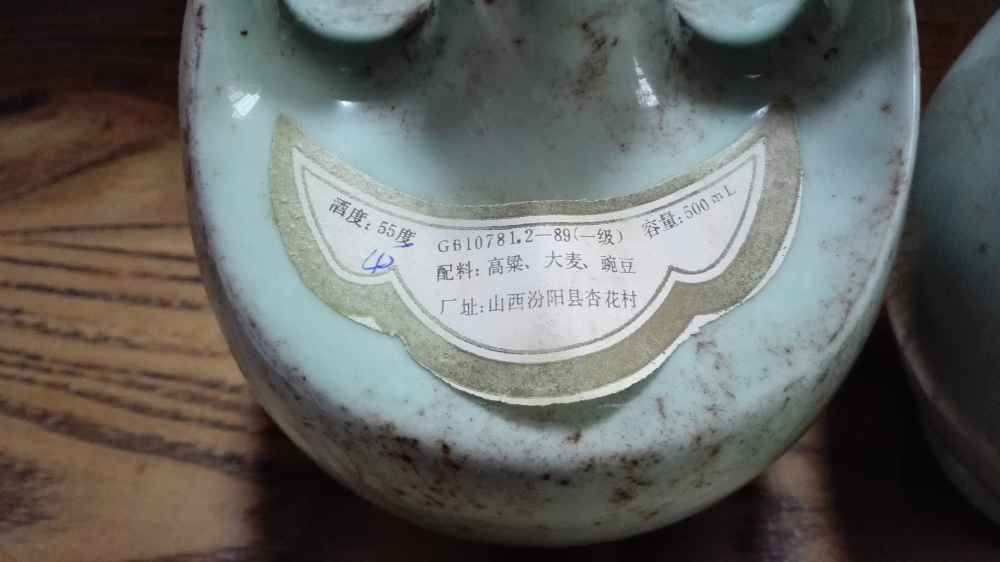 酒度:55度 GB10781.2—89(一级) 容量:500mL
配料:高粱、大麦、豌豆
厂址:山西汾阳县杏花村